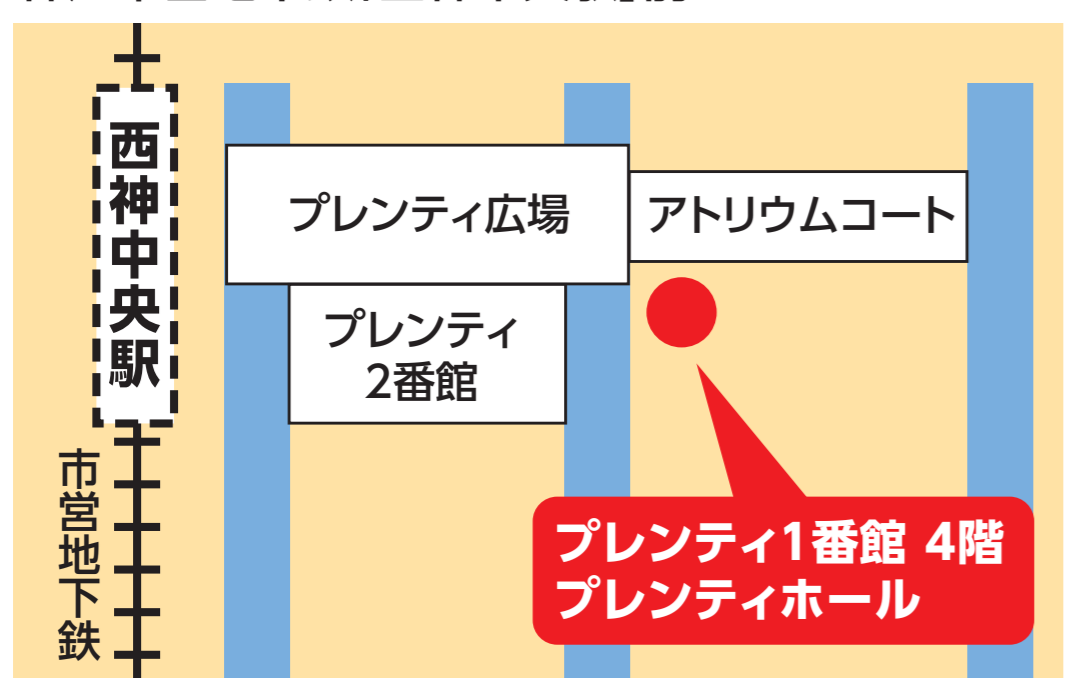 西神中央駅
市営地下鉄
プレンティ広場
アトリウムコート
プレンティ
2番館
プレンティ1番館 4階
プレンティホール